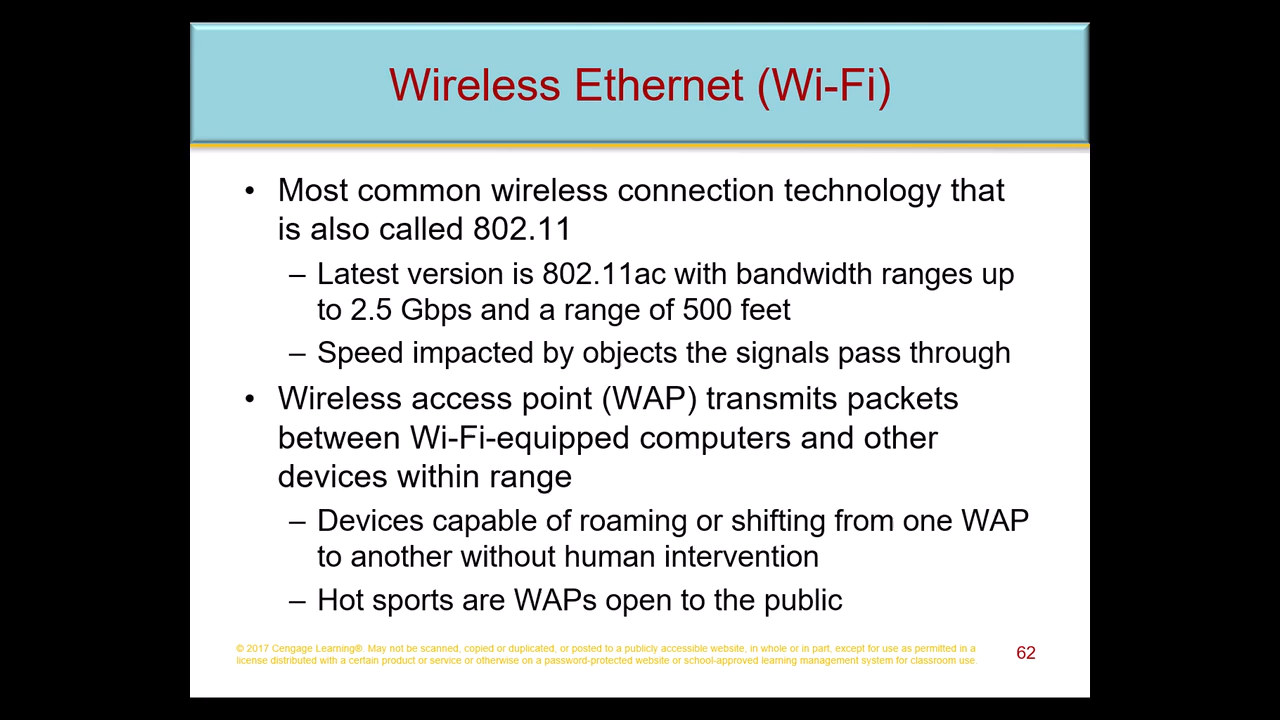 Wireless Ethernet (Wi-Fi)
• Most common wireless connection technology that
is also called 802.11
– Latest version is 802.11ac with bandwidth ranges up
to 2.5 Gbps and a range of 500 feet
– Speed impacted by objects the signals pass through
• Wireless access point (WAP) transmits packets
between Wi-Fi-equipped computers and other
devices within range
– Devices capable of roaming or shifting from one WAP
to another without human intervention
– Hot sports are WAPs open to the public
© 2017 Cengage Learning®. May not be scanned, copied or duplicated, or posted to a publicly accessible website, in whole or in part, except for use as permitted in a
license distributed with a certain product or service or otherwise on a password-protected website or school-approved learning management system for classroom use.
62